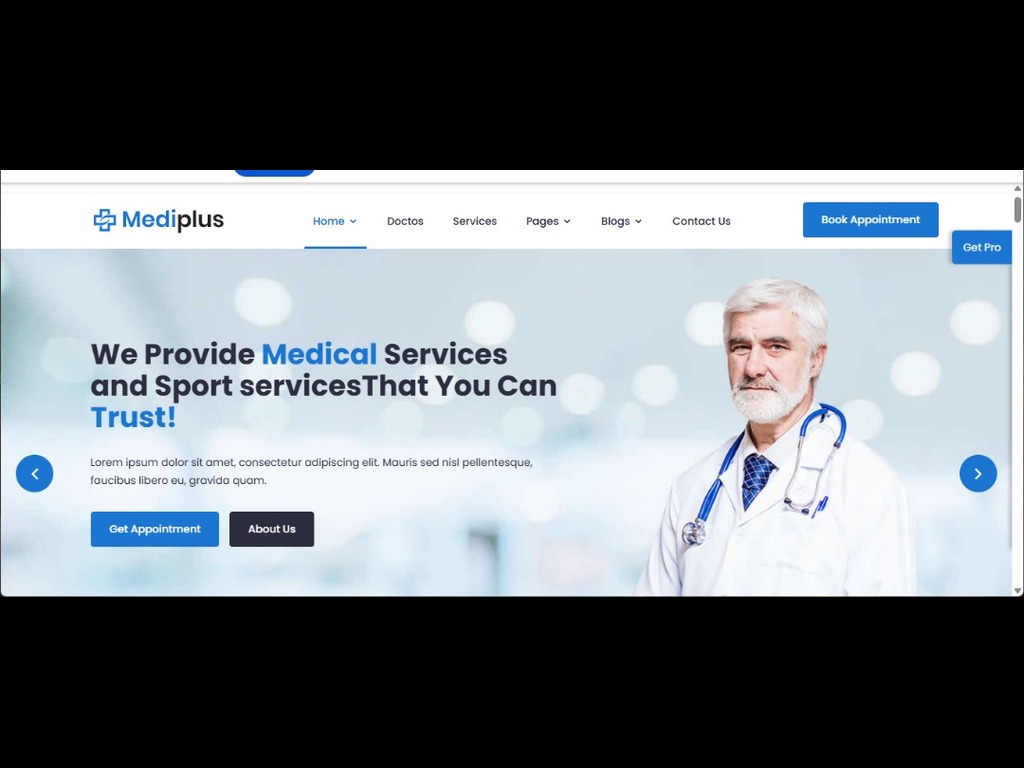 Mediplus
Home
Doctos
Services
Pages
Blogs
Contact Us
Book Appointment
Get Pro
We Provide Medical Services
and Sport servicesThat You Can
Trust!
Lorem ipsum dolor sit amet, consectetur adipiscing elit. Mauris sed nisl pellentesque,
faucibus libero eu, gravida quam.
Get Appointment
About Us